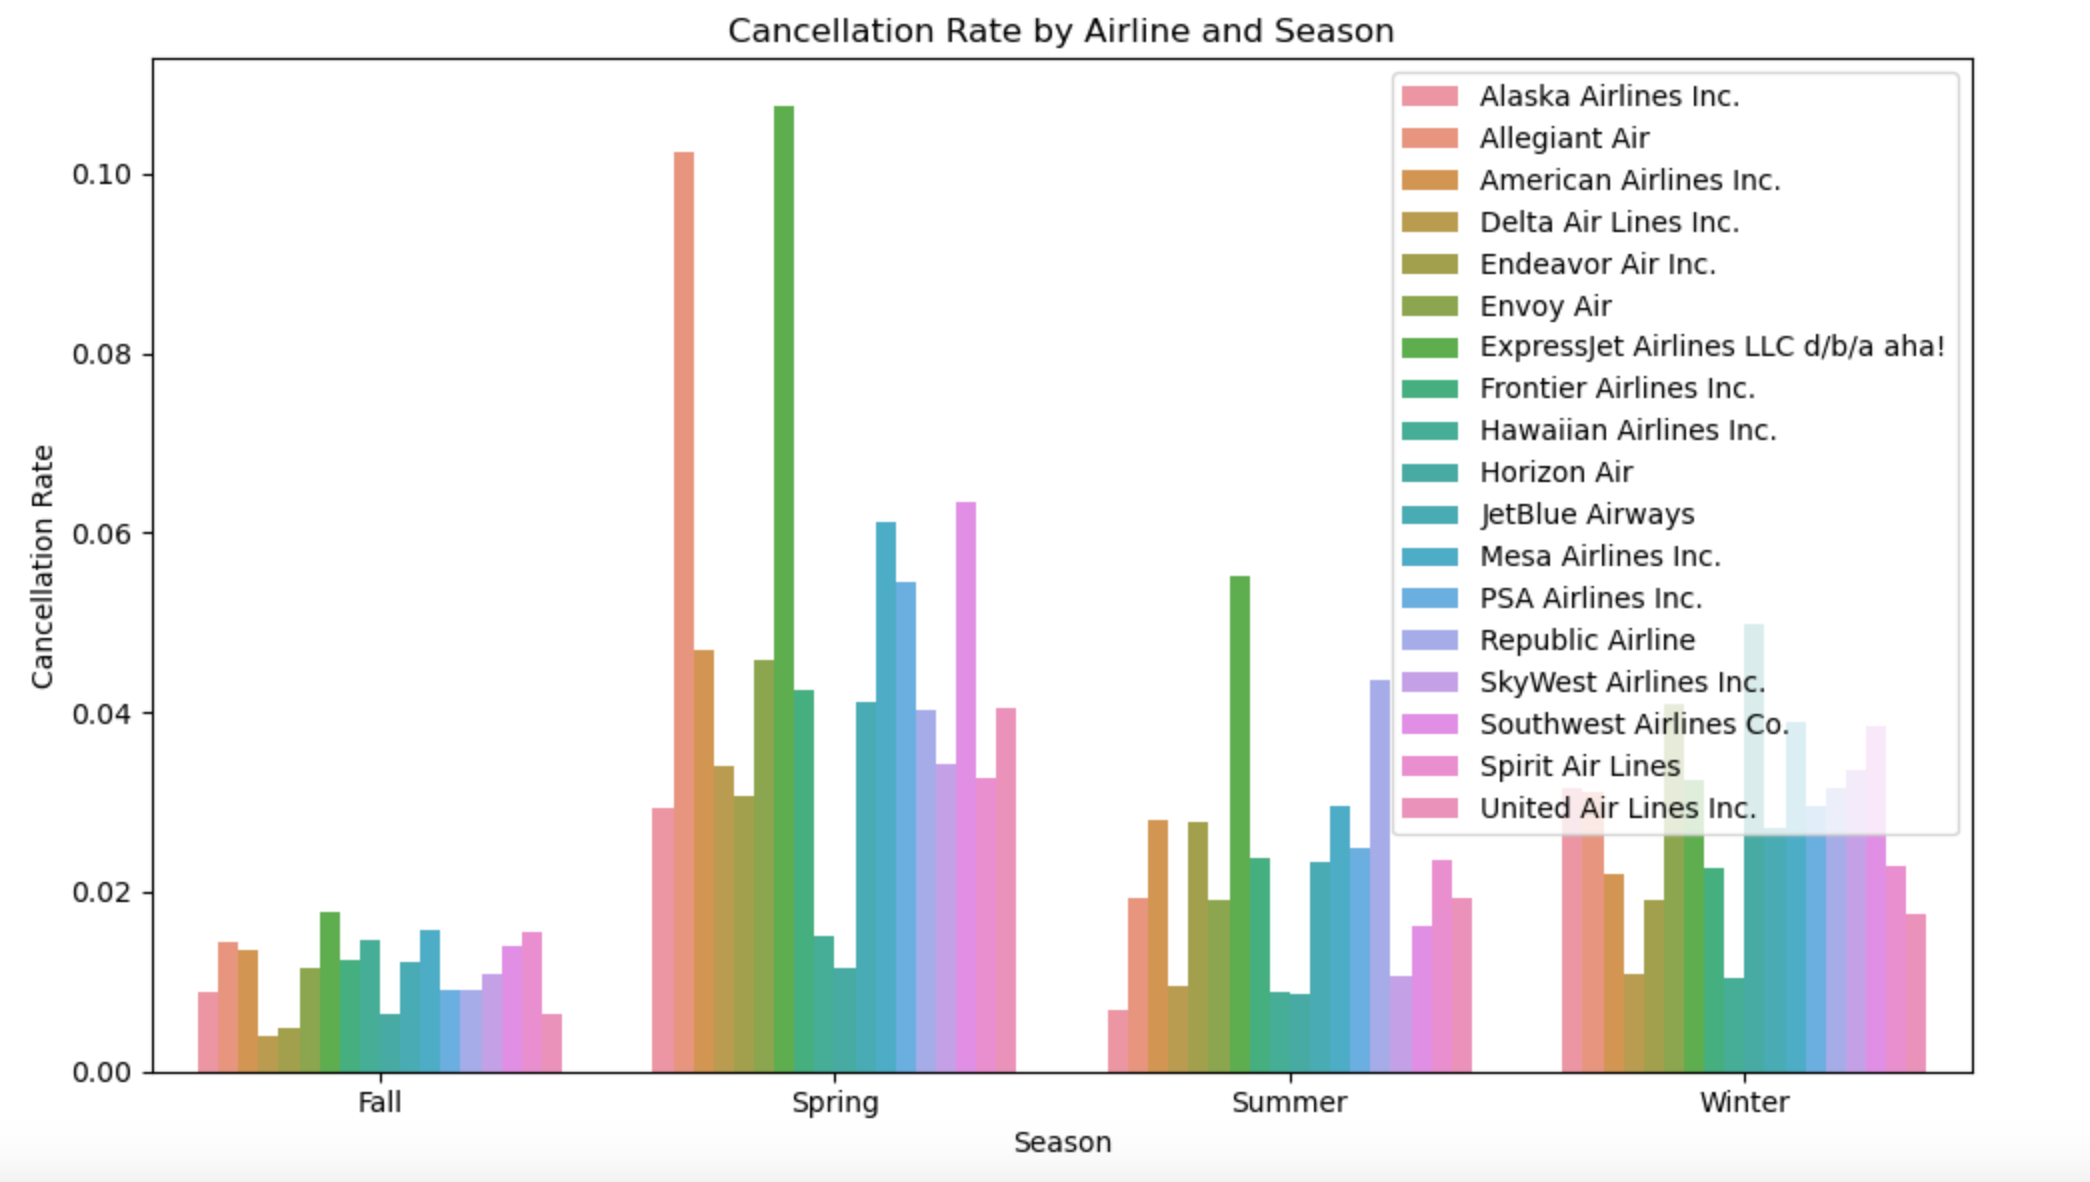 Cancellation Rate by Airline and Season
Alaska Airlines Inc.
Allegiant Air
American Airlines Inc.
Delta Air Lines Inc.
Endeavor Air Inc.
Envoy Air
ExpressJet Airlines LLC d/b/a aha!
Frontier Airlines Inc.
Hawaiian Airlines Inc.
Horizon Air
JetBlue Airways
Mesa Airlines Inc.
PSA Airlines Inc.
Republic Airline
SkyWest Airlines Inc.
Southwest Airlines Co.
Spirit Air Lines
United Air Lines Inc.
Cancellation Rate
0.10
0.08
0.06
0.04
0.02
0.00
Fall
Spring
Summer
Winter
Season